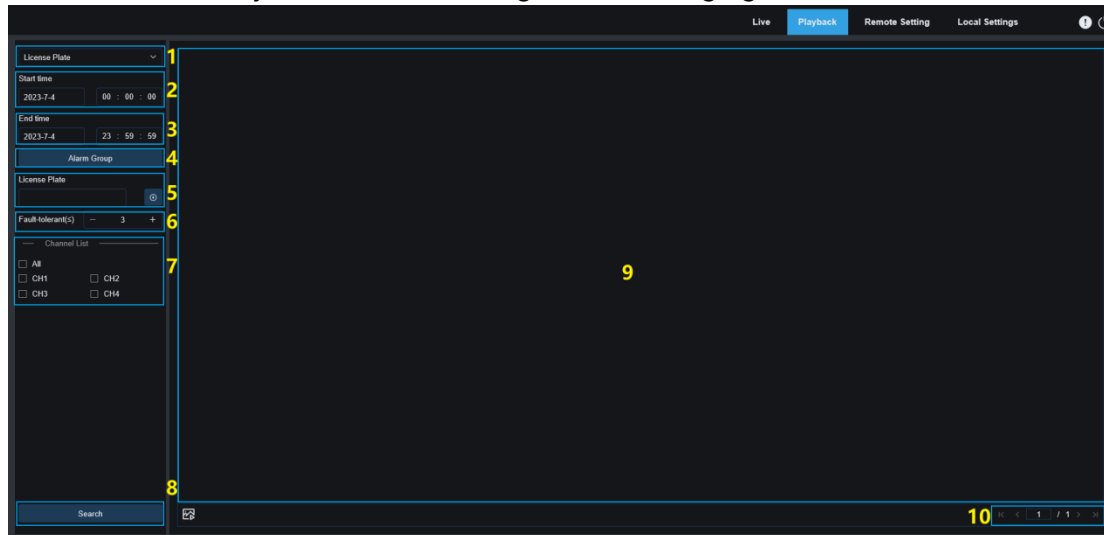 Live Playback Remote Setting Local Settings
License Plate 1
Start time
2023-7-4 00 : 00 : 00 2
End time
2023-7-4 23 : 59 : 59 3
Alarm Group 4
License Plate
5
Fault-tolerant(≤) − 3 + 6
Channel List
All 7
CH1 CH2
CH3 CH4
9
8
Search
10 1 / 1